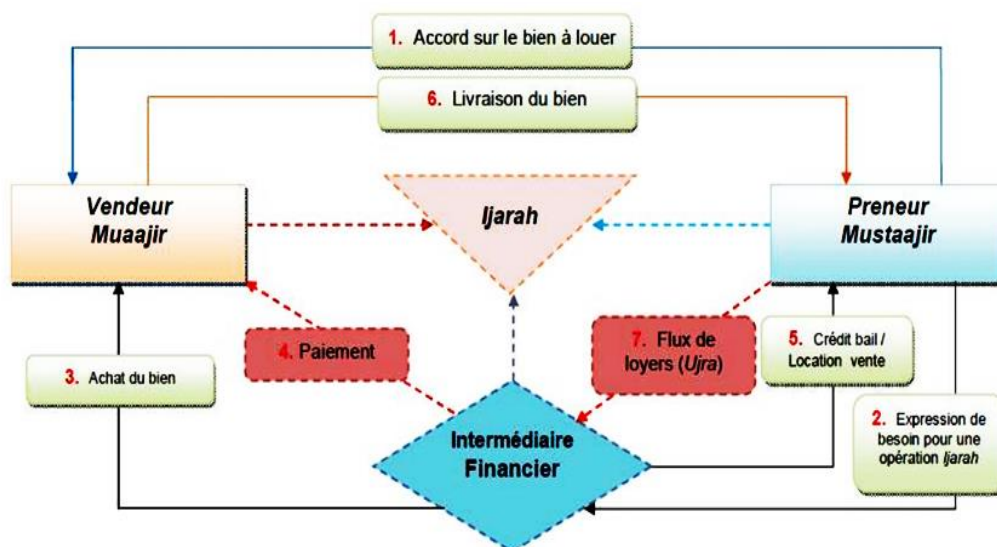 1. Accord sur le bien à louer
6. Livraison du bien
Vendeur
Muaajir
Ijarah
Preneur
Mustaajir
4. Paiement
7. Flux de
loyers (Ujra)
5. Crédit bail /
Location vente
3. Achat du bien
2. Expression de
besoin pour une
opération Ijarah
Intermédiaire
Financier